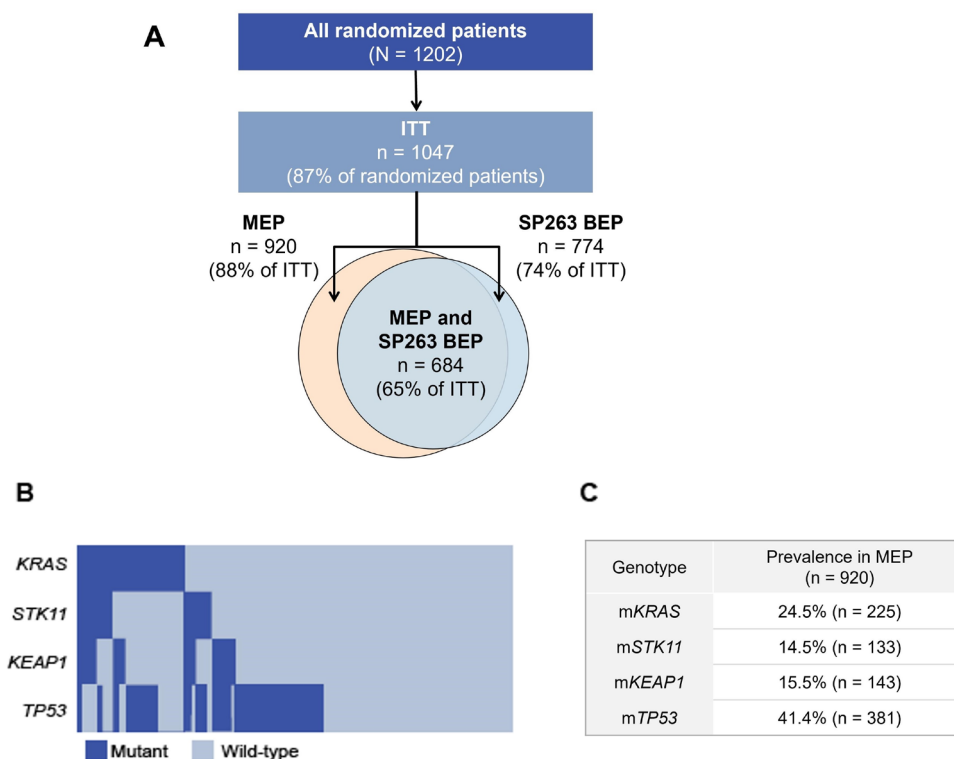 A
All randomized patients
(N = 1202)
ITT
n = 1047
(87% of randomized patients)
MEP
n = 920
(88% of ITT)
SP263 BEP
n = 774
(74% of ITT)
MEP and
SP263 BEP
n = 684
(65% of ITT)
B
KRAS
STK11
KEAP1
TP53
Mutant
Wild-type
C
Genotype
Prevalence in MEP
(n = 920)
mKRAS 24.5% (n = 225)
mSTK11 14.5% (n = 133)
mKEAP1 15.5% (n = 143)
mTP53 41.4% (n = 381)